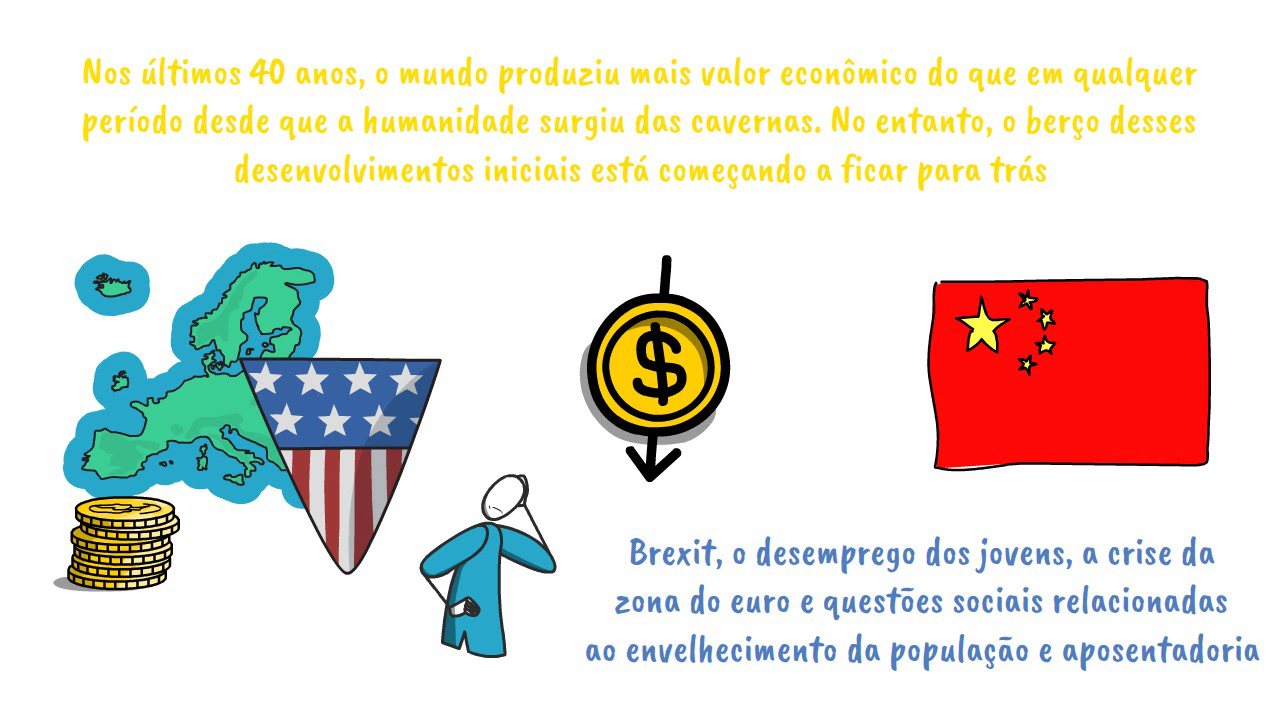 Nos últimos 40 anos, o mundo produziu mais valor econômico do que em qualquer
período desde que a humanidade surgiu das cavernas. No entanto, o berço desses
desenvolvimentos iniciais está começando a ficar para trás
$
Brexit, o desemprego dos jovens, a crise da
zona do euro e questões sociais relacionadas
ao envelhecimento da população e aposentadoria